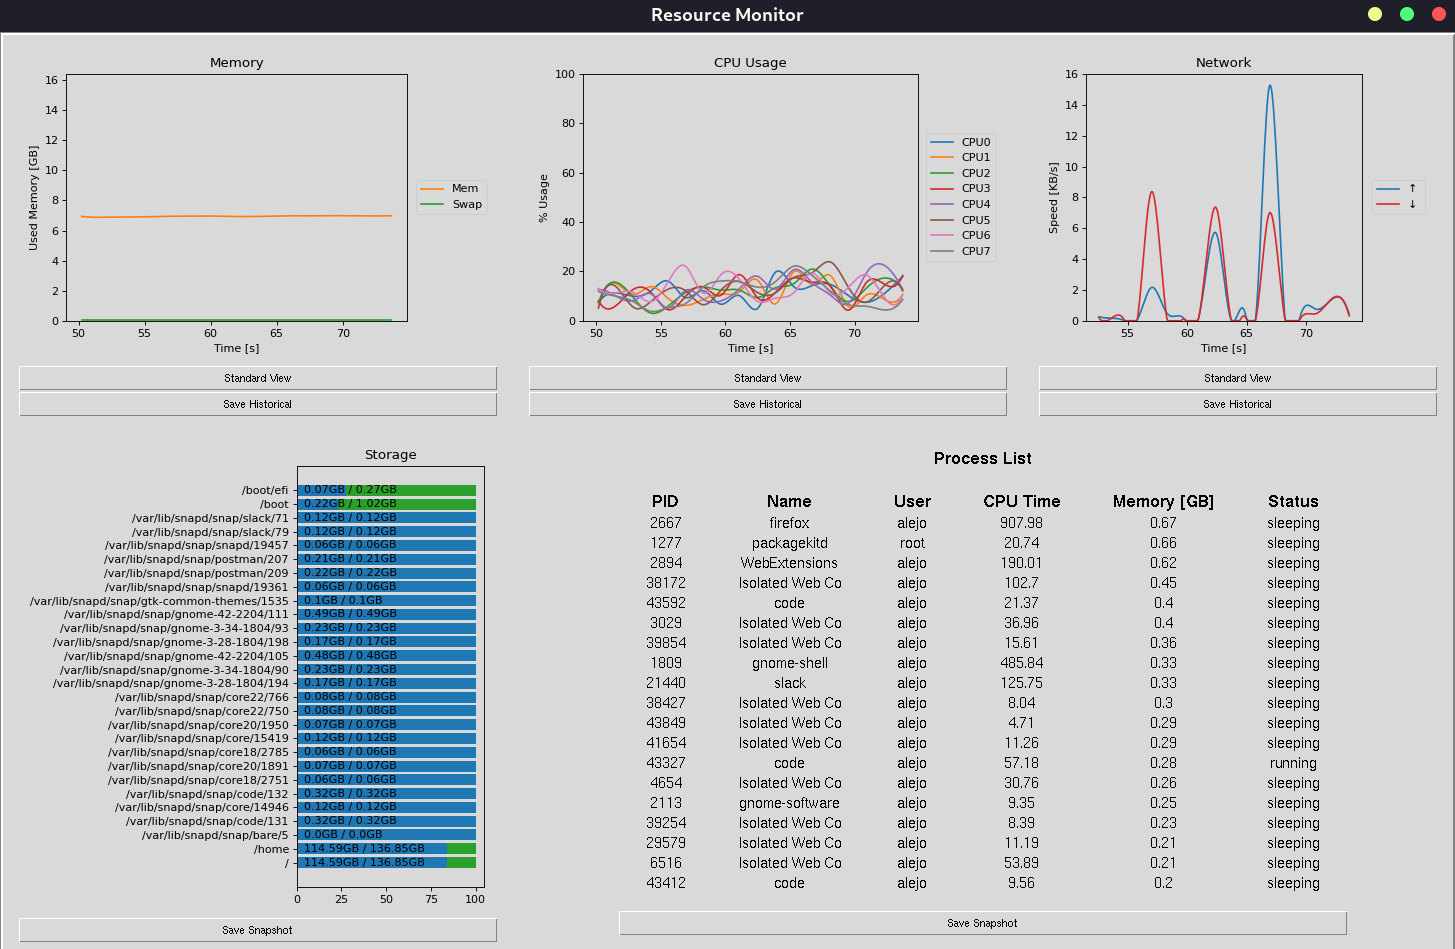 Resource Monitor
Memory
16
14
12
10
8
6
4
2
0
Used Memory [GB]
50
55
60
65
70
Time [s]
Mem
Swap
CPU Usage
100
80
60
40
20
0
% Usage
50
55
60
65
70
Time [s]
CPU0
CPU1
CPU2
CPU3
CPU4
CPU5
CPU6
CPU7
Network
16
14
12
10
8
6
4
2
0
Speed [KB/s]
55
60
65
70
Time [s]
↑
↓
Standard View
Save Historical
Standard View
Save Historical
Standard View
Save Historical
Storage
/boot/efi 0.07GB / 0.27GB
/boot 0.22GB / 1.02GB
/var/lib/snapd/snap/slack/71 0.12GB / 0.12GB
/var/lib/snapd/snap/slack/79 0.12GB / 0.12GB
/var/lib/snapd/snap/snapd/19457 0.06GB / 0.06GB
/var/lib/snapd/snap/postman/207 0.21GB / 0.21GB
/var/lib/snapd/snap/postman/209 0.22GB / 0.22GB
/var/lib/snapd/snap/snapd/19361 0.06GB / 0.06GB
/var/lib/snapd/snap/gtk-common-themes/1535 0.1GB / 0.1GB
/var/lib/snapd/snap/gnome-42-2204/111 0.49GB / 0.49GB
/var/lib/snapd/snap/gnome-3-34-1804/93 0.23GB / 0.23GB
/var/lib/snapd/snap/gnome-3-28-1804/198 0.17GB / 0.17GB
/var/lib/snapd/snap/gnome-42-2204/105 0.48GB / 0.48GB
/var/lib/snapd/snap/gnome-3-34-1804/90 0.23GB / 0.23GB
/var/lib/snapd/snap/gnome-3-28-1804/194 0.17GB / 0.17GB
/var/lib/snapd/snap/core22/766 0.08GB / 0.08GB
/var/lib/snapd/snap/core22/750 0.08GB / 0.08GB
/var/lib/snapd/snap/core20/1950 0.07GB / 0.07GB
/var/lib/snapd/snap/core/15419 0.12GB / 0.12GB
/var/lib/snapd/snap/core18/2785 0.06GB / 0.06GB
/var/lib/snapd/snap/core20/1891 0.07GB / 0.07GB
/var/lib/snapd/snap/core18/2751 0.06GB / 0.06GB
/var/lib/snapd/snap/code/132 0.32GB / 0.32GB
/var/lib/snapd/snap/core/14946 0.12GB / 0.12GB
/var/lib/snapd/snap/code/131 0.32GB / 0.32GB
/var/lib/snapd/snap/bare/5 0.0GB / 0.0GB
/home 114.59GB / 136.85GB
/ 114.59GB / 136.85GB
0 25 50 75 100
Save Snapshot
Process List
PID Name User CPU Time Memory [GB] Status
2667 firefox alejo 907.98 0.67 sleeping
1277 packagekitd root 20.74 0.66 sleeping
2894 WebExtensions alejo 190.01 0.62 sleeping
38172 Isolated Web Co alejo 102.7 0.45 sleeping
43592 code alejo 21.37 0.4 sleeping
3029 Isolated Web Co alejo 36.96 0.4 sleeping
39854 Isolated Web Co alejo 15.61 0.36 sleeping
1809 gnome-shell alejo 485.84 0.33 sleeping
21440 slack alejo 125.75 0.33 sleeping
38427 Isolated Web Co alejo 8.04 0.3 sleeping
43849 Isolated Web Co alejo 4.71 0.29 sleeping
41654 Isolated Web Co alejo 11.26 0.29 sleeping
43327 code alejo 57.18 0.28 running
4654 Isolated Web Co alejo 30.76 0.26 sleeping
2113 gnome-software alejo 9.35 0.25 sleeping
39254 Isolated Web Co alejo 8.39 0.23 sleeping
29579 Isolated Web Co alejo 11.19 0.21 sleeping
6516 Isolated Web Co alejo 53.89 0.21 sleeping
43412 code alejo 9.56 0.2 sleeping
Save Snapshot